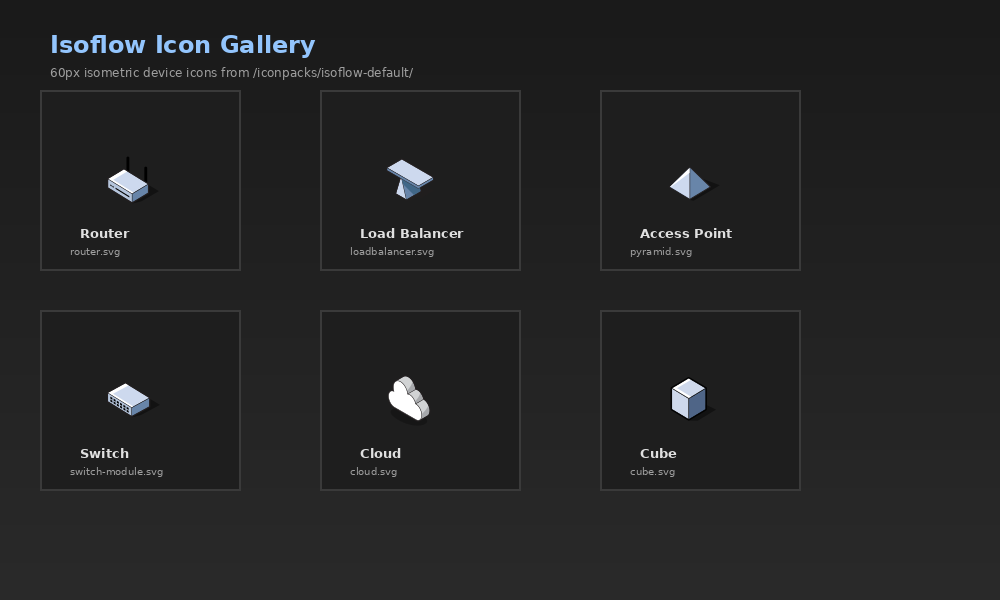 Isoflow Icon Gallery
60px isometric device icons from /iconpacks/isoflow-default/
Router
router.svg
Load Balancer
loadbalancer.svg
Access Point
pyramid.svg
Switch
switch-module.svg
Cloud
cloud.svg
Cube
cube.svg